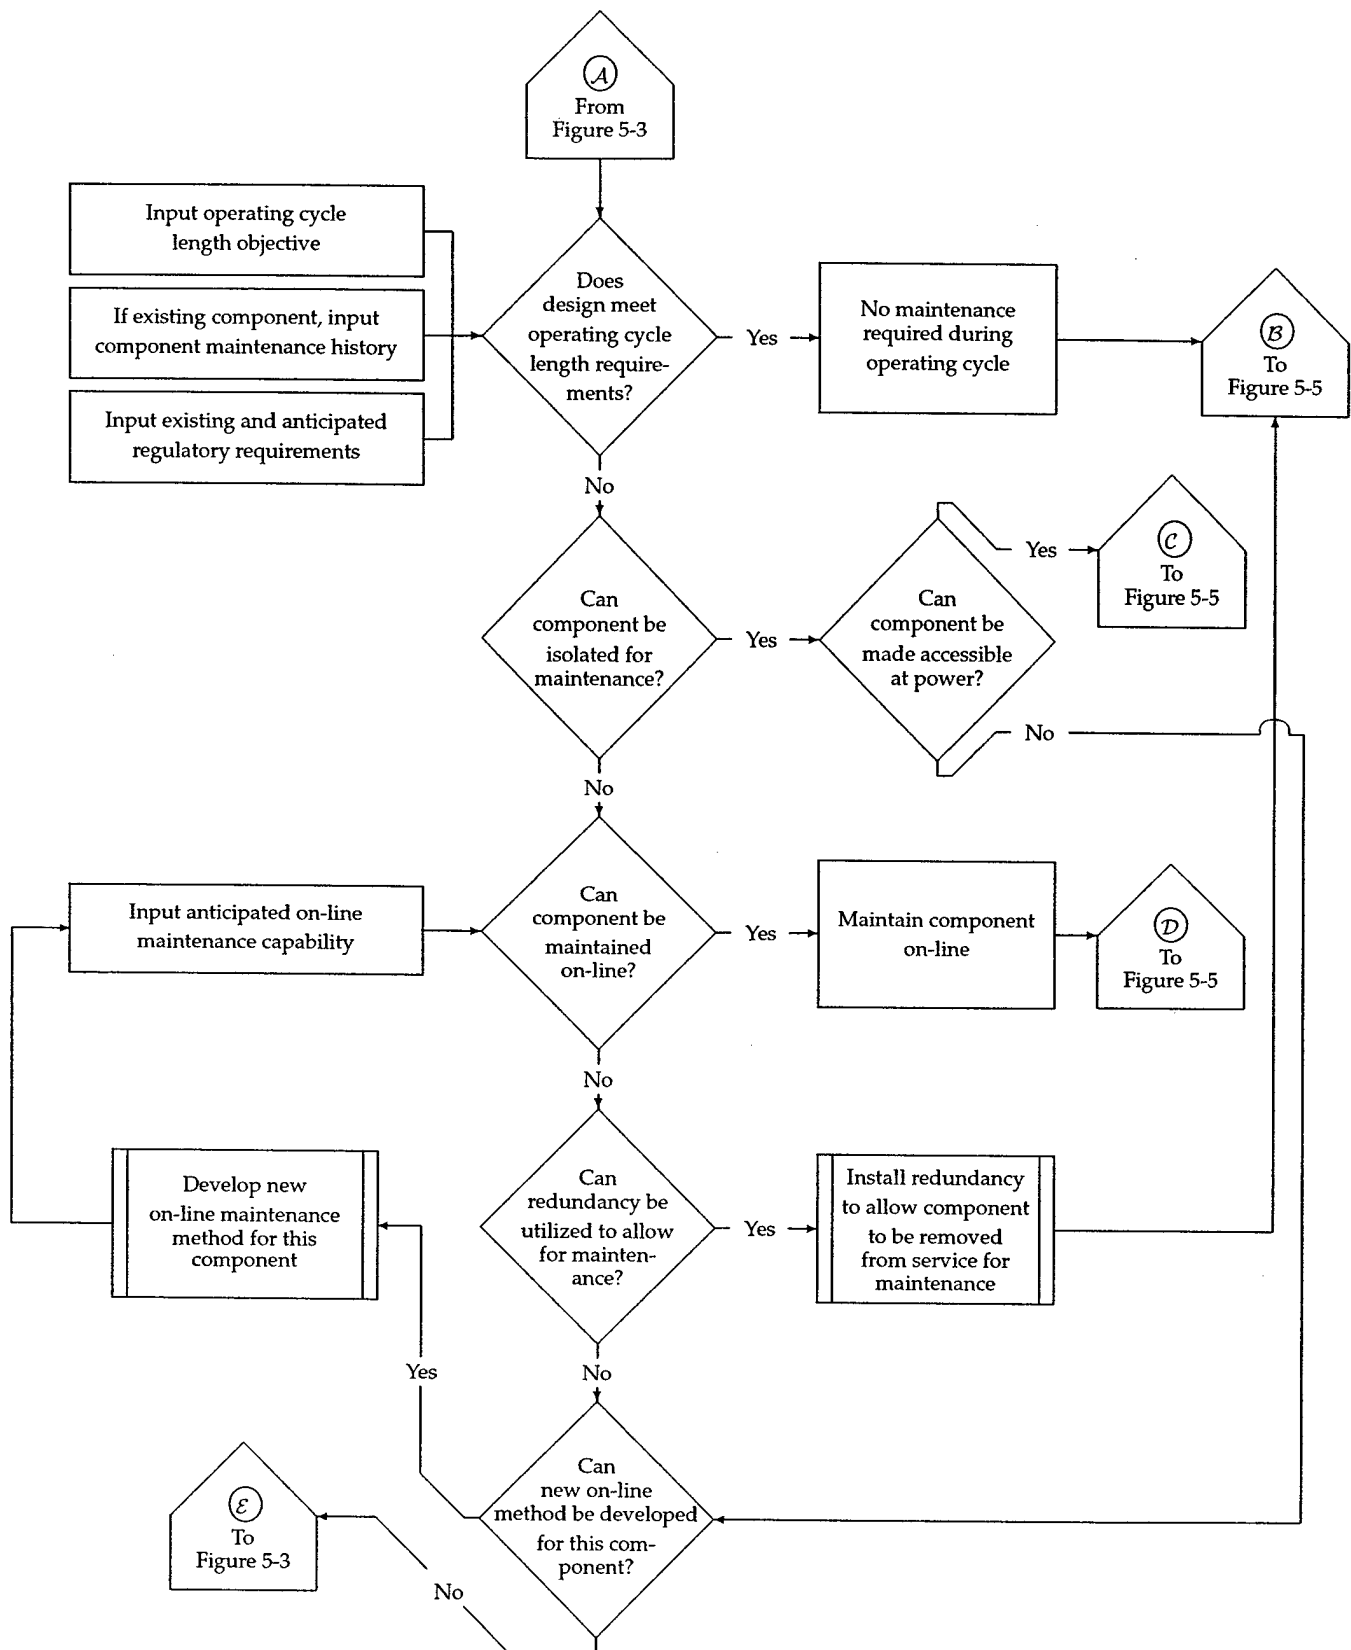 A
From
Figure 5-3
Input operating cycle
length objective
If existing component, input
component maintenance history
Input existing and anticipated
regulatory requirements
Does
design meet
operating cycle
length require-
ments?
Yes
No maintenance
required during
operating cycle
B
To
Figure 5-5
No
Can
component be
isolated for
maintenance?
Yes
Can
component be
made accessible
at power?
Yes
C
To
Figure 5-5
No
No
Input anticipated on-line
maintenance capability
Can
component be
maintained
on-line?
Yes
Maintain component
on-line
D
To
Figure 5-5
No
Develop new
on-line maintenance
method for this
component
Can
redundancy be
utilized to allow
for mainten-
ance?
Yes
Install redundancy
to allow component
to be removed
from service for
maintenance
Yes
No
Can
new on-line
method be developed
for this com-
ponent?
E
To
Figure 5-3
No